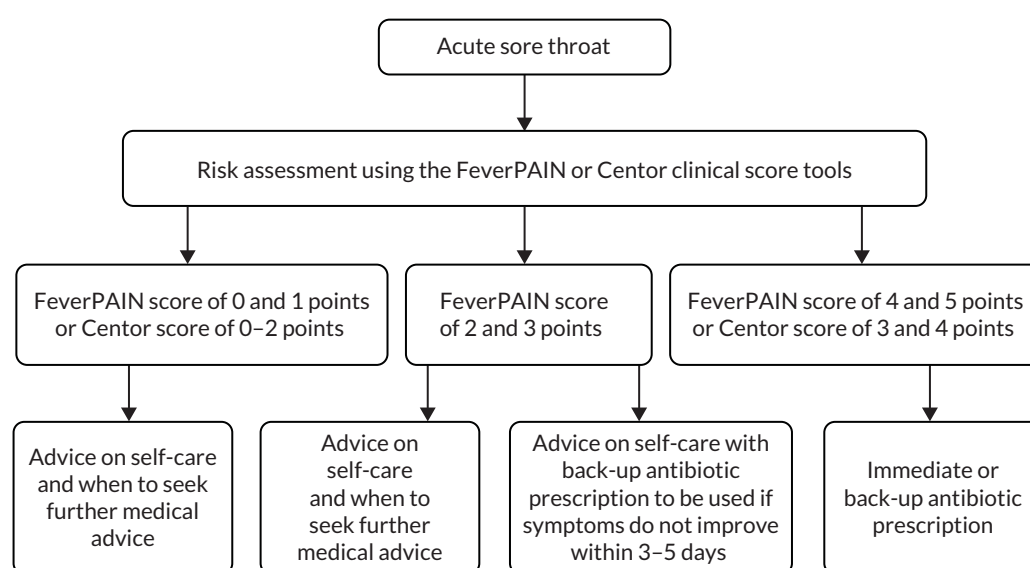 Acute sore throat
Risk assessment using the FeverPAIN or Centor clinical score tools
FeverPAIN score of 0 and 1 points
or Centor score of 0–2 points
FeverPAIN score
of 2 and 3 points
FeverPAIN score of 4 and 5 points
or Centor score of 3 and 4 points
Advice on self-care
and when to seek
further medical
advice
Advice on
self-care
and when to
seek further
medical advice
Advice on self-care with
back-up antibiotic
prescription to be used if
symptoms do not improve
within 3–5 days
Immediate or
back-up antibiotic
prescription